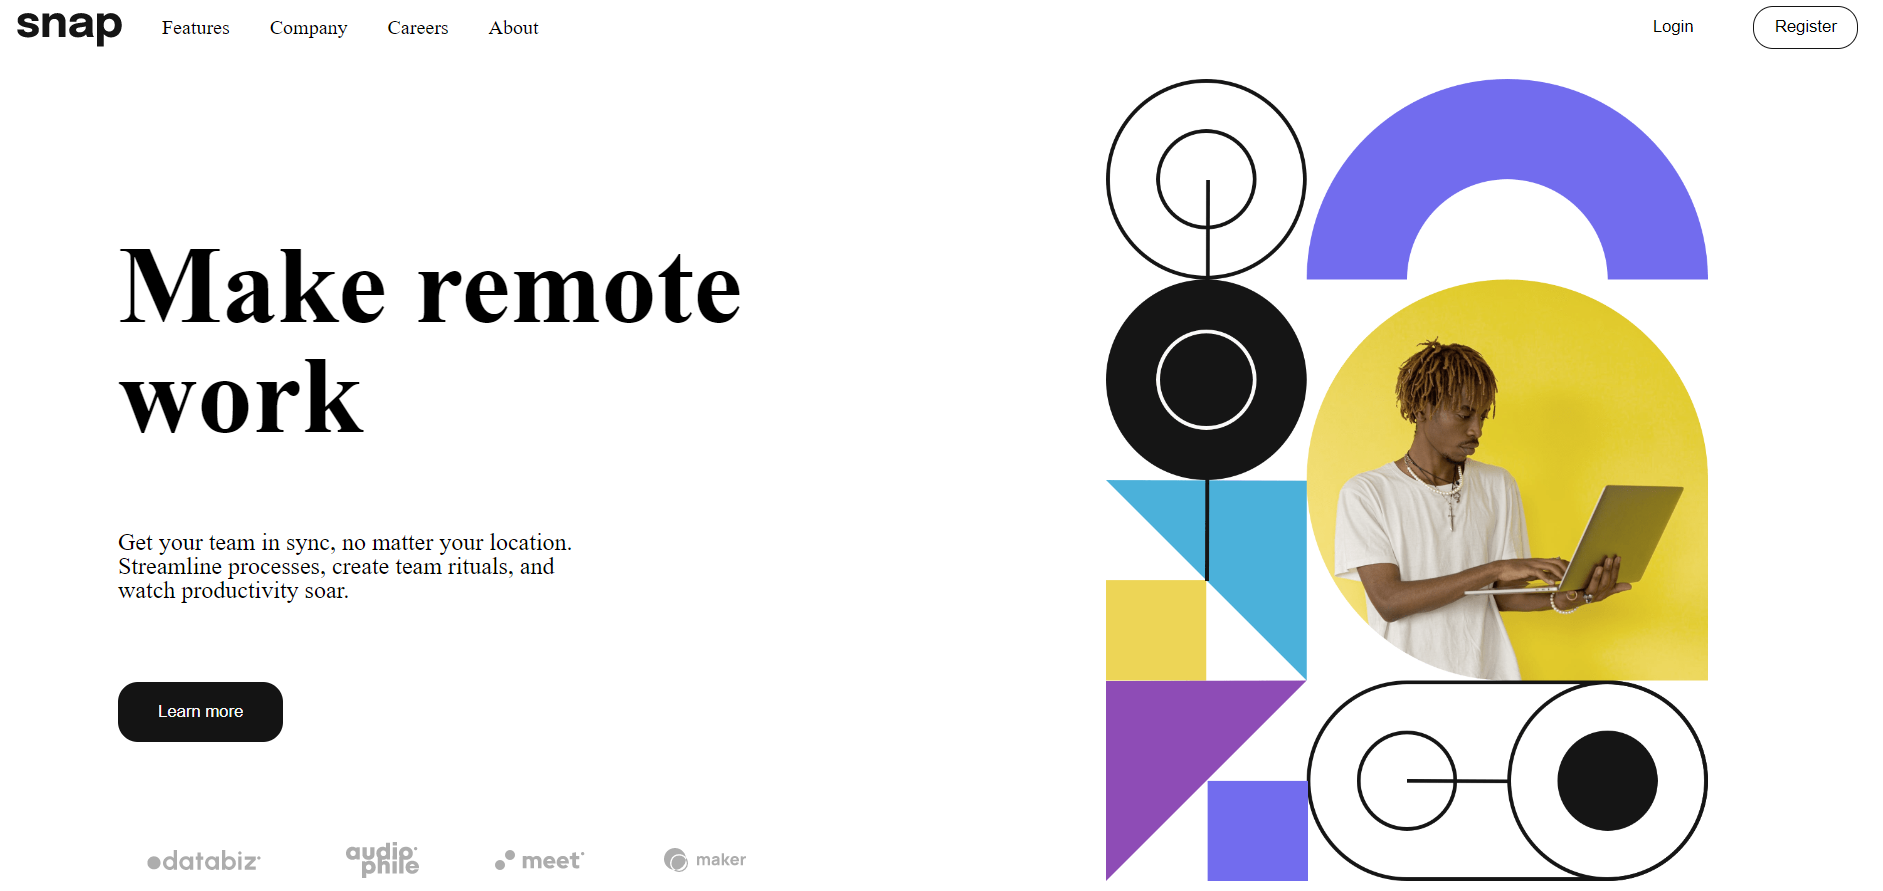 snap Features Company Careers About Login Register
Make remote
work
Get your team in sync, no matter your location.
Streamline processes, create team rituals, and
watch productivity soar.
Learn more
databiz audiophile meet maker